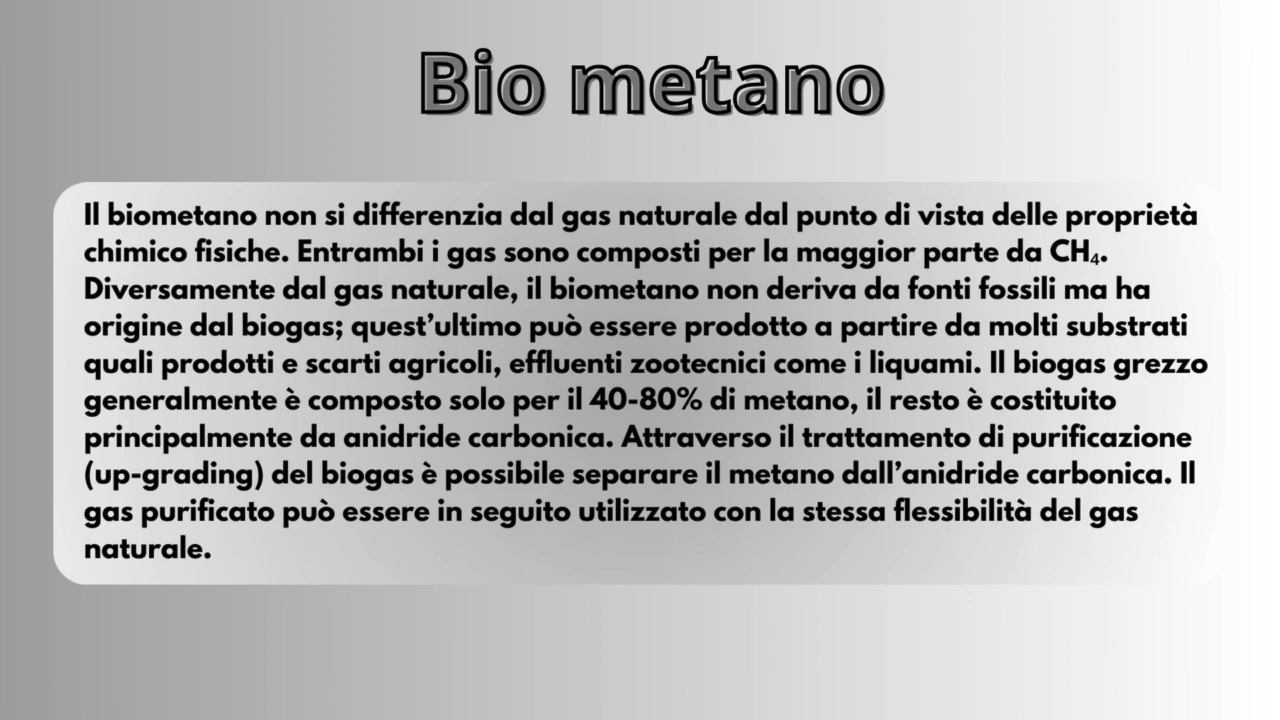 Bio metano
Il biometano non si differenzia dal gas naturale dal punto di vista delle proprietà
chimico fisiche. Entrambi i gas sono composti per la maggior parte da CH₄.
Diversamente dal gas naturale, il biometano non deriva da fonti fossili ma ha
origine dal biogas; quest’ultimo può essere prodotto a partire da molti substrati
quali prodotti e scarti agricoli, effluenti zootecnici come i liquami. Il biogas grezzo
generalmente è composto solo per il 40-80% di metano, il resto è costituito
principalmente da anidride carbonica. Attraverso il trattamento di purificazione
(up-grading) del biogas è possibile separare il metano dall’anidride carbonica. Il
gas purificato può essere in seguito utilizzato con la stessa flessibilità del gas
naturale.